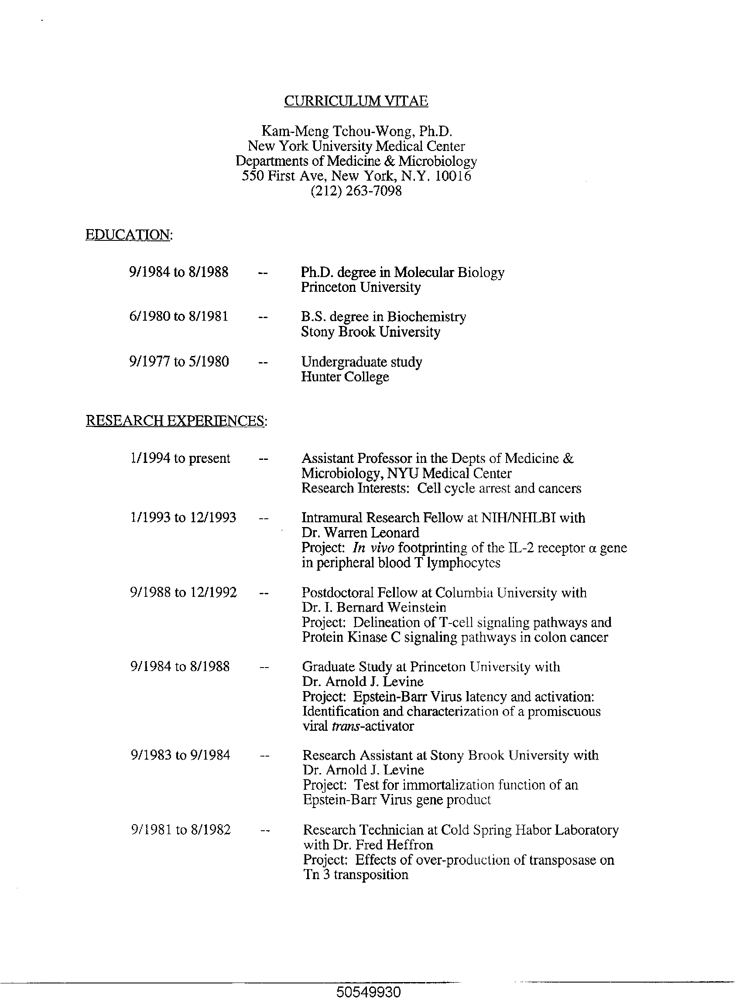 CURRICULUM VITAE
Kam-Meng Tchou-Wong, Ph.D.
New York University Medical Center
Departments of Medicine & Microbiology
550 First Ave, New York, N.Y. 10016
(212) 263-7098
EDUCATION:
9/1984 to 8/1988 -- Ph.D. degree in Molecular Biology
Princeton University
6/1980 to 8/1981 -- B.S. degree in Biochemistry
Stony Brook University
9/1977 to 5/1980 -- Undergraduate study
Hunter College
RESEARCH EXPERIENCES:
1/1994 to present -- Assistant Professor in the Depts of Medicine &
Microbiology, NYU Medical Center
Research Interests: Cell cycle arrest and cancers
1/1993 to 12/1993 -- Intramural Research Fellow at NIH/NHLBI with
Dr. Warren Leonard
Project: In vivo footprinting of the IL-2 receptor α gene
in peripheral blood T lymphocytes
9/1988 to 12/1992 -- Postdoctoral Fellow at Columbia University with
Dr. I. Bernard Weinstein
Project: Delineation of T-cell signaling pathways and
Protein Kinase C signaling pathways in colon cancer
9/1984 to 8/1988 -- Graduate Study at Princeton University with
Dr. Arnold J. Levine
Project: Epstein-Barr Virus latency and activation:
Identification and characterization of a promiscuous
viral trans-activator
9/1983 to 9/1984 -- Research Assistant at Stony Brook University with
Dr. Arnold J. Levine
Project: Test for immortalization function of an
Epstein-Barr Virus gene product
9/1981 to 8/1982 -- Research Technician at Cold Spring Habor Laboratory
with Dr. Fred Heffron
Project: Effects of over-production of transposase on
Tn 3 transposition
50549930